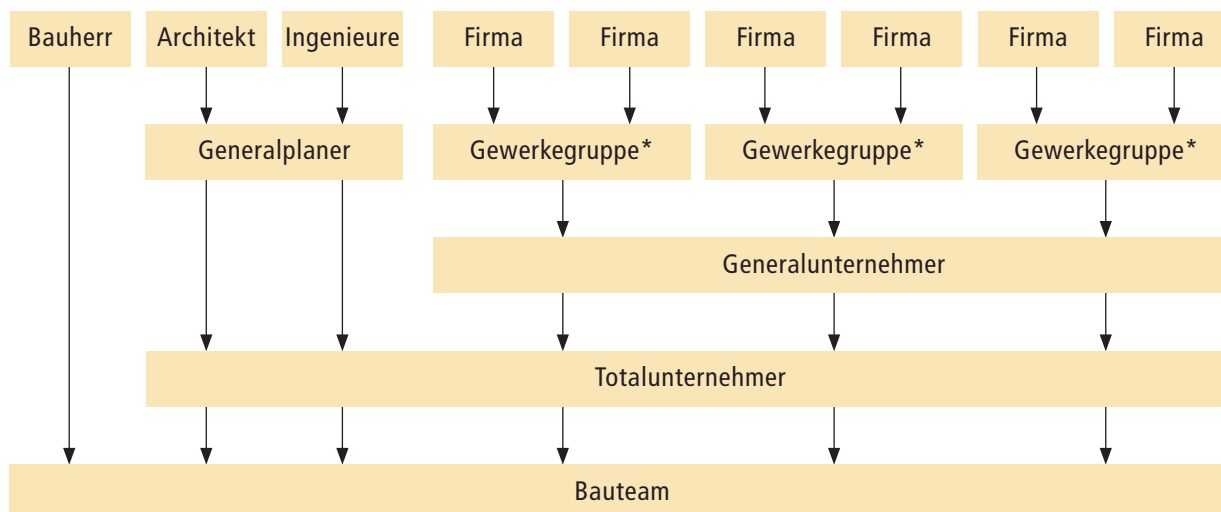 Bauherr
Architekt
Ingenieure
Firma
Firma
Firma
Firma
Firma
Firma
Generalplaner
Gewerkegruppe*
Gewerkegruppe*
Gewerkegruppe*
Generalunternehmer
Totalunternehmer
Bauteam